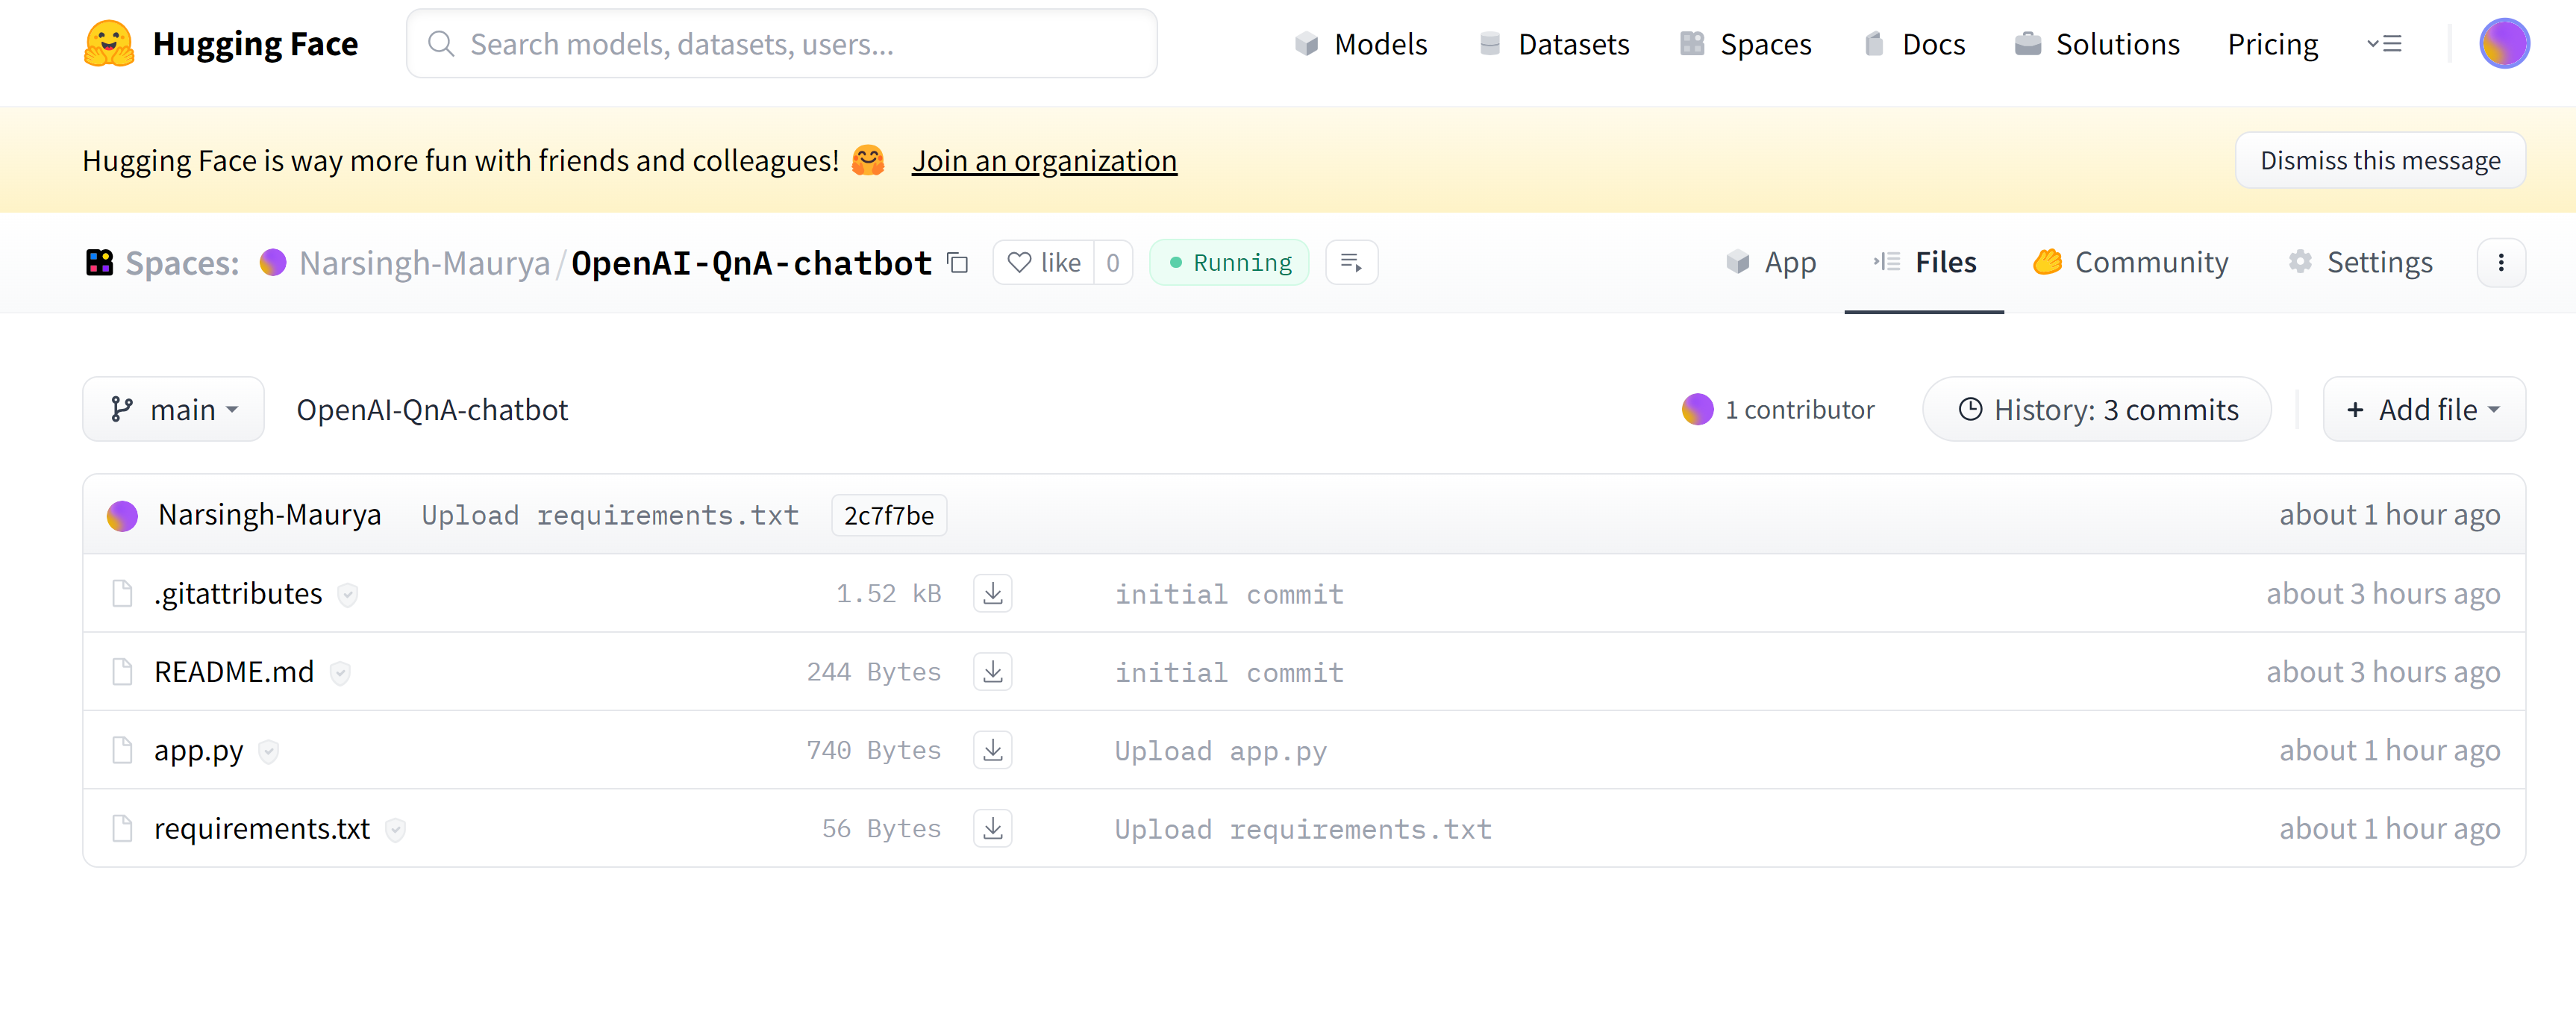 Hugging Face Search models, datasets, users... Models Datasets Spaces Docs Solutions Pricing
Hugging Face is way more fun with friends and colleagues! 🤗 Join an organization Dismiss this message
Spaces: Narsingh-Maurya/OpenAI-QnA-chatbot like 0 Running App Files Community Settings
main OpenAI-QnA-chatbot 1 contributor History: 3 commits + Add file
Narsingh-Maurya Upload requirements.txt 2c7f7be about 1 hour ago
.gitattributes 1.52 kB initial commit about 3 hours ago
README.md 244 Bytes initial commit about 3 hours ago
app.py 740 Bytes Upload app.py about 1 hour ago
requirements.txt 56 Bytes Upload requirements.txt about 1 hour ago